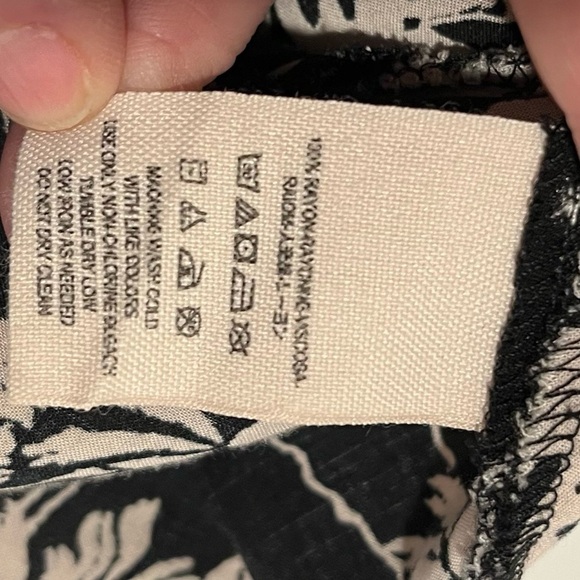 100% RAYON-RAYONNE-VISCOSA-
MACHINE WASH COLD
WITH LIKE COLORS
USE ONLY NON-CHLORINE BLEACH
TUMBLE DRY LOW
LOW IRON AS NEEDED
DO NOT DRY CLEAN